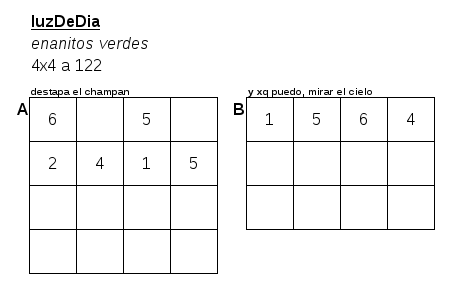 luzDeDia
enanitos verdes
4x4 a 122
destapa el champan
A
6 5
2 4 1 5
y xq puedo, mirar el cielo
B
1 5 6 4